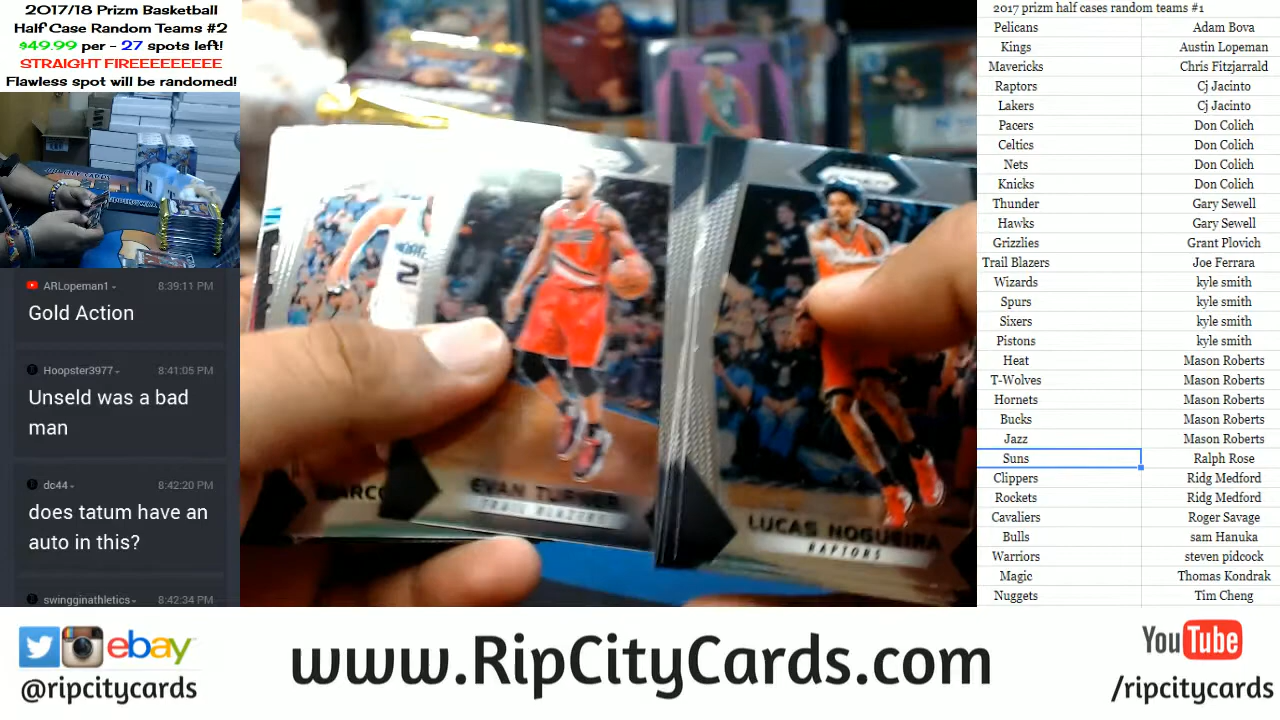 2017/18 Prizm Basketball
Half Case Random Teams #2
$49.99 per - 27 spots left!
STRAIGHT FIREEEEEEEEE
Flawless spot will be randomed!
ARLopeman1
8:39:11 PM
Gold Action
Hoopster3977
8:41:05 PM
Unseld was a bad
man
dc44
8:42:20 PM
does tatum have an
auto in this?
swingginathletics
8:42:34 PM
2
MARCO
EVAN TURNER
TRAIL BLAZERS
LUCAS NOGUEIRA
RAPTORS
2017 prizm half cases random teams #1
Pelicans Adam Bova
Kings Austin Lopeman
Mavericks Chris Fitzjarrald
Raptors Cj Jacinto
Lakers Cj Jacinto
Pacers Don Colich
Celtics Don Colich
Nets Don Colich
Knicks Don Colich
Thunder Gary Sewell
Hawks Gary Sewell
Grizzlies Grant Plovich
Trail Blazers Joe Ferrara
Wizards kyle smith
Spurs kyle smith
Sixers kyle smith
Pistons kyle smith
Heat Mason Roberts
T-Wolves Mason Roberts
Hornets Mason Roberts
Bucks Mason Roberts
Jazz Mason Roberts
Suns Ralph Rose
Clippers Ridg Medford
Rockets Ridg Medford
Cavaliers Roger Savage
Bulls sam Hanuka
Warriors steven pidcock
Magic Thomas Kondrak
Nuggets Tim Cheng
ebay
@ripcitycards
www.RipCityCards.com
YouTube
/ripcitycards